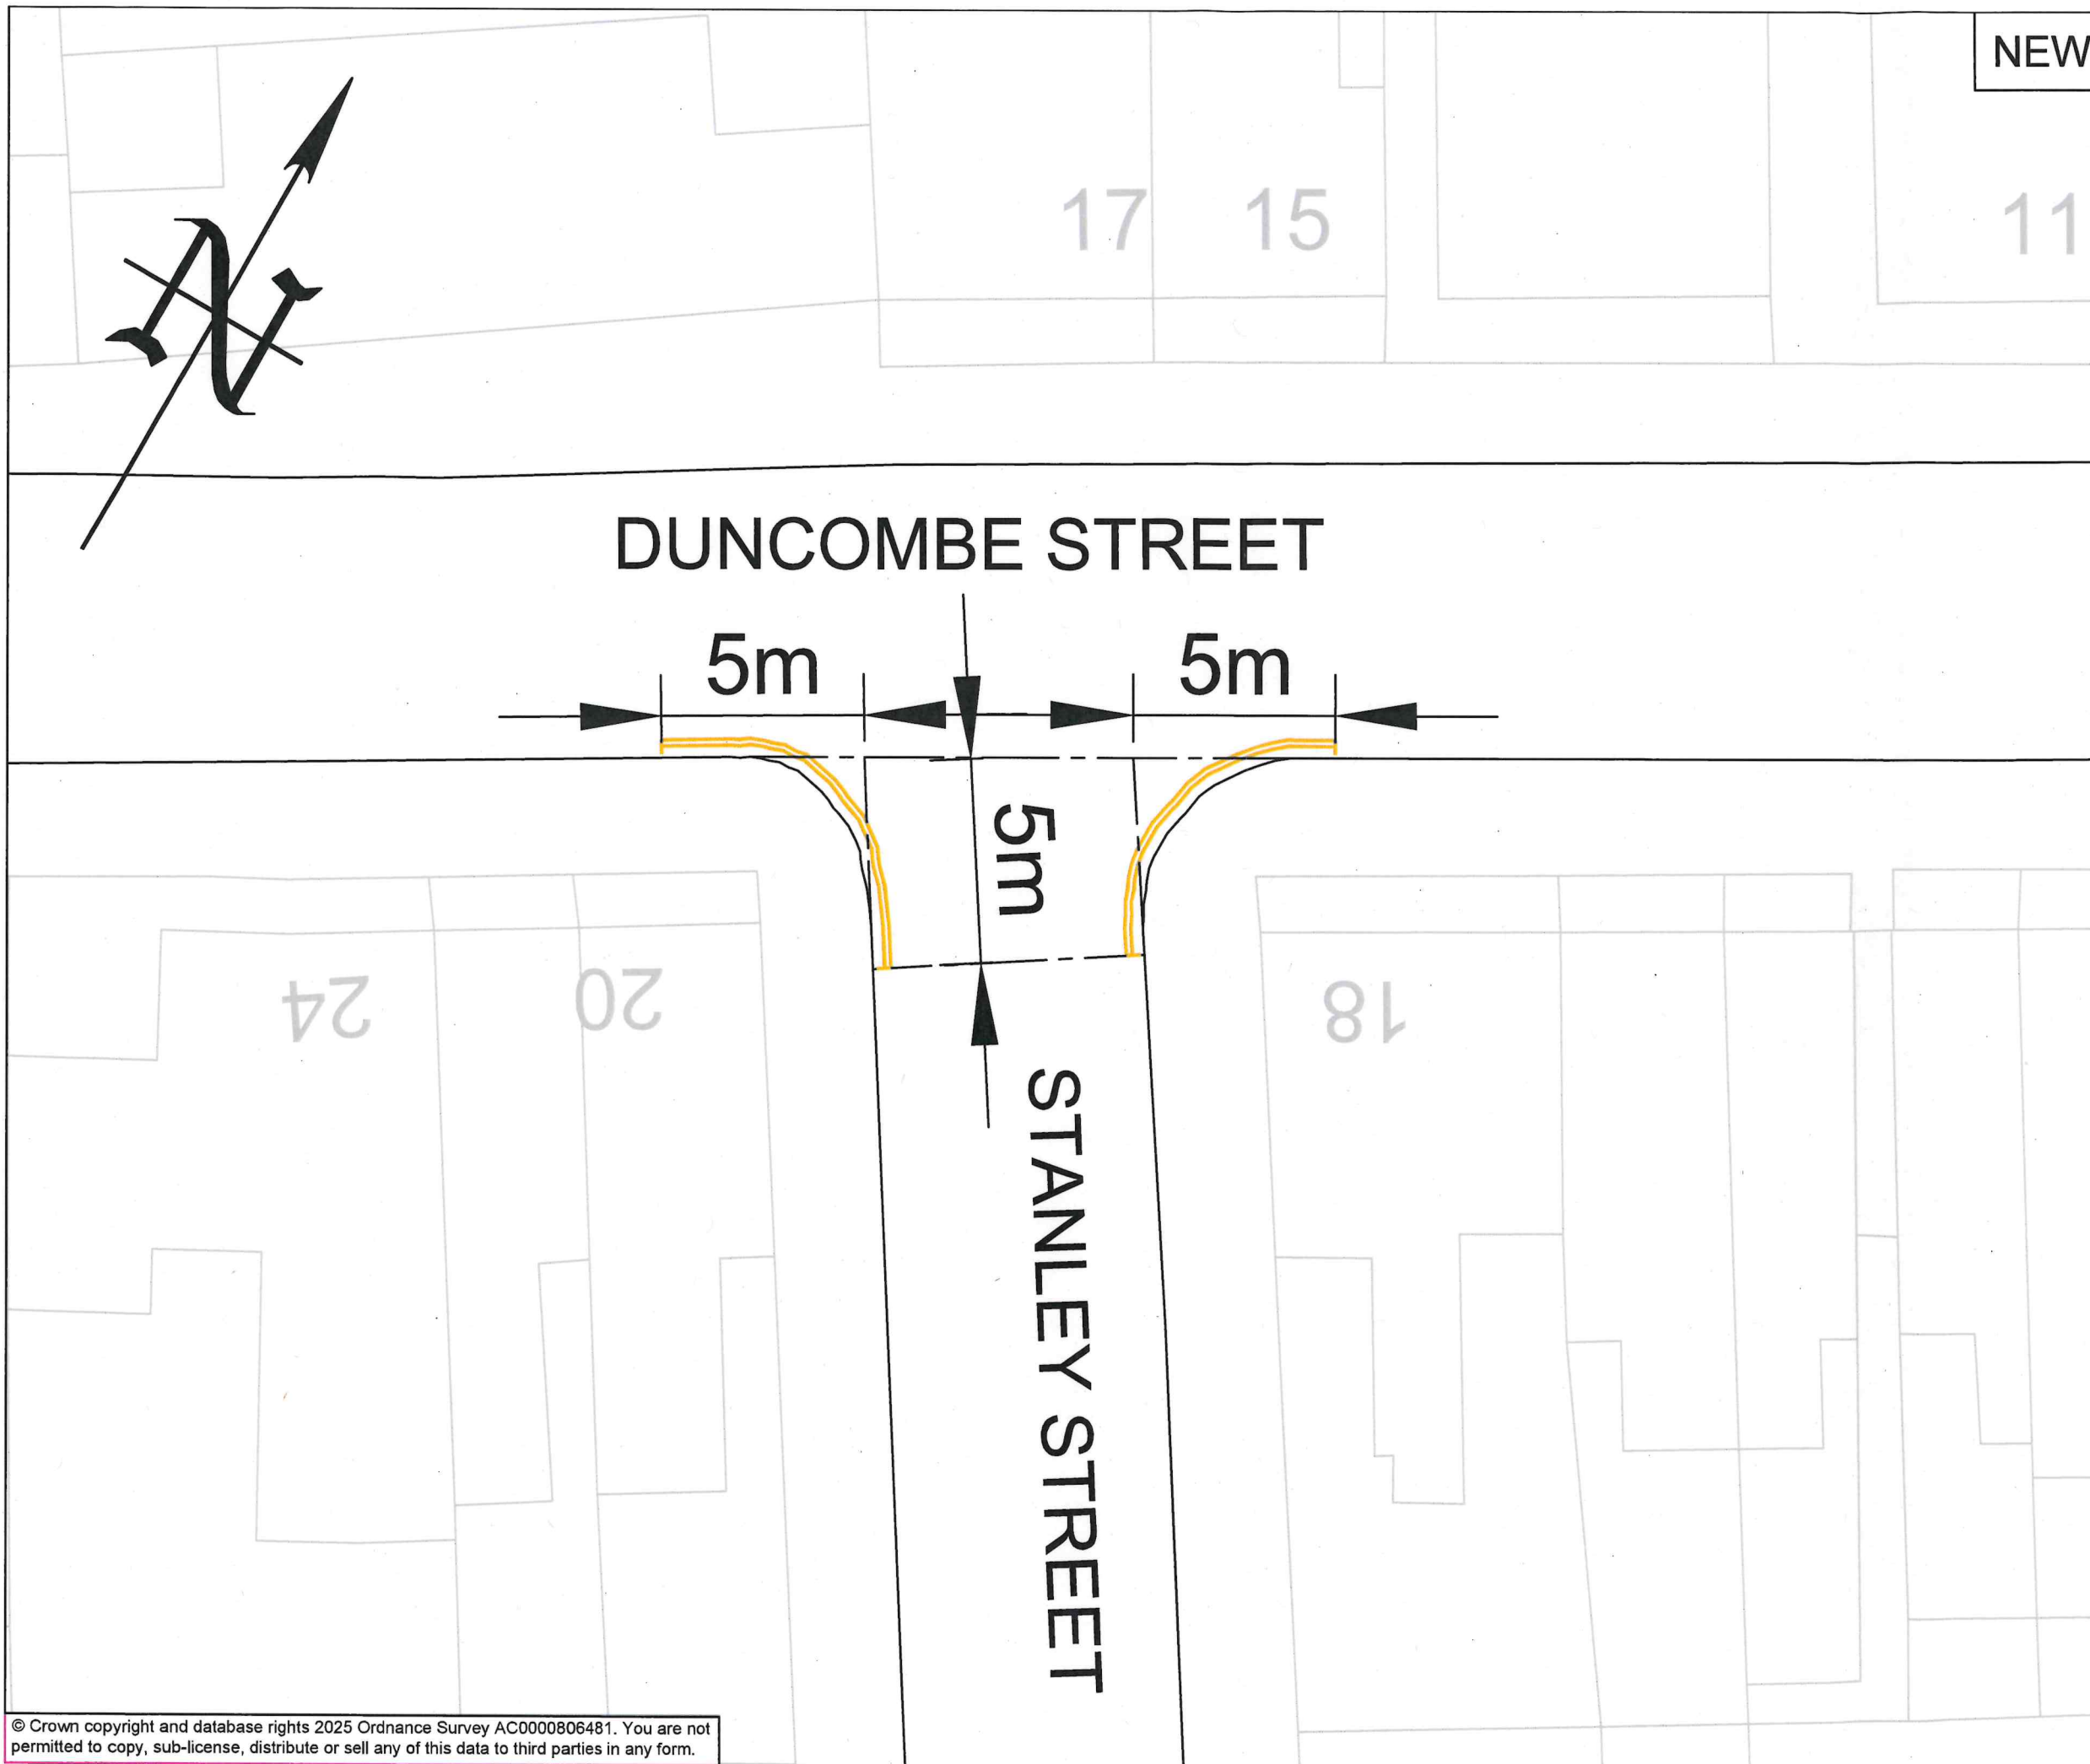 NEW
17 15
11
DUNCOMBE STREET
5m 5m
5m
24 20 18
STANLEY STREET
© Crown copyright and database rights 2025 Ordnance Survey AC0000806481. You are not
permitted to copy, sub-license, distribute or sell any of this data to third parties in any form.